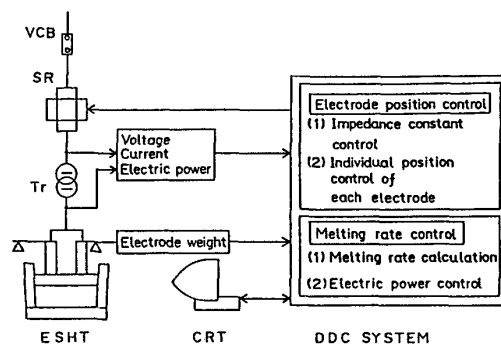 VCB
SR
Tr
Voltage
Current
Electric power
Electrode weight
Electrode position control
(1) Impedance constant
control
(2) Individual position
control of
each electrode
Melting rate control
(1) Melting rate calculation
(2) Electric power control
ESHT
CRT
DDC SYSTEM